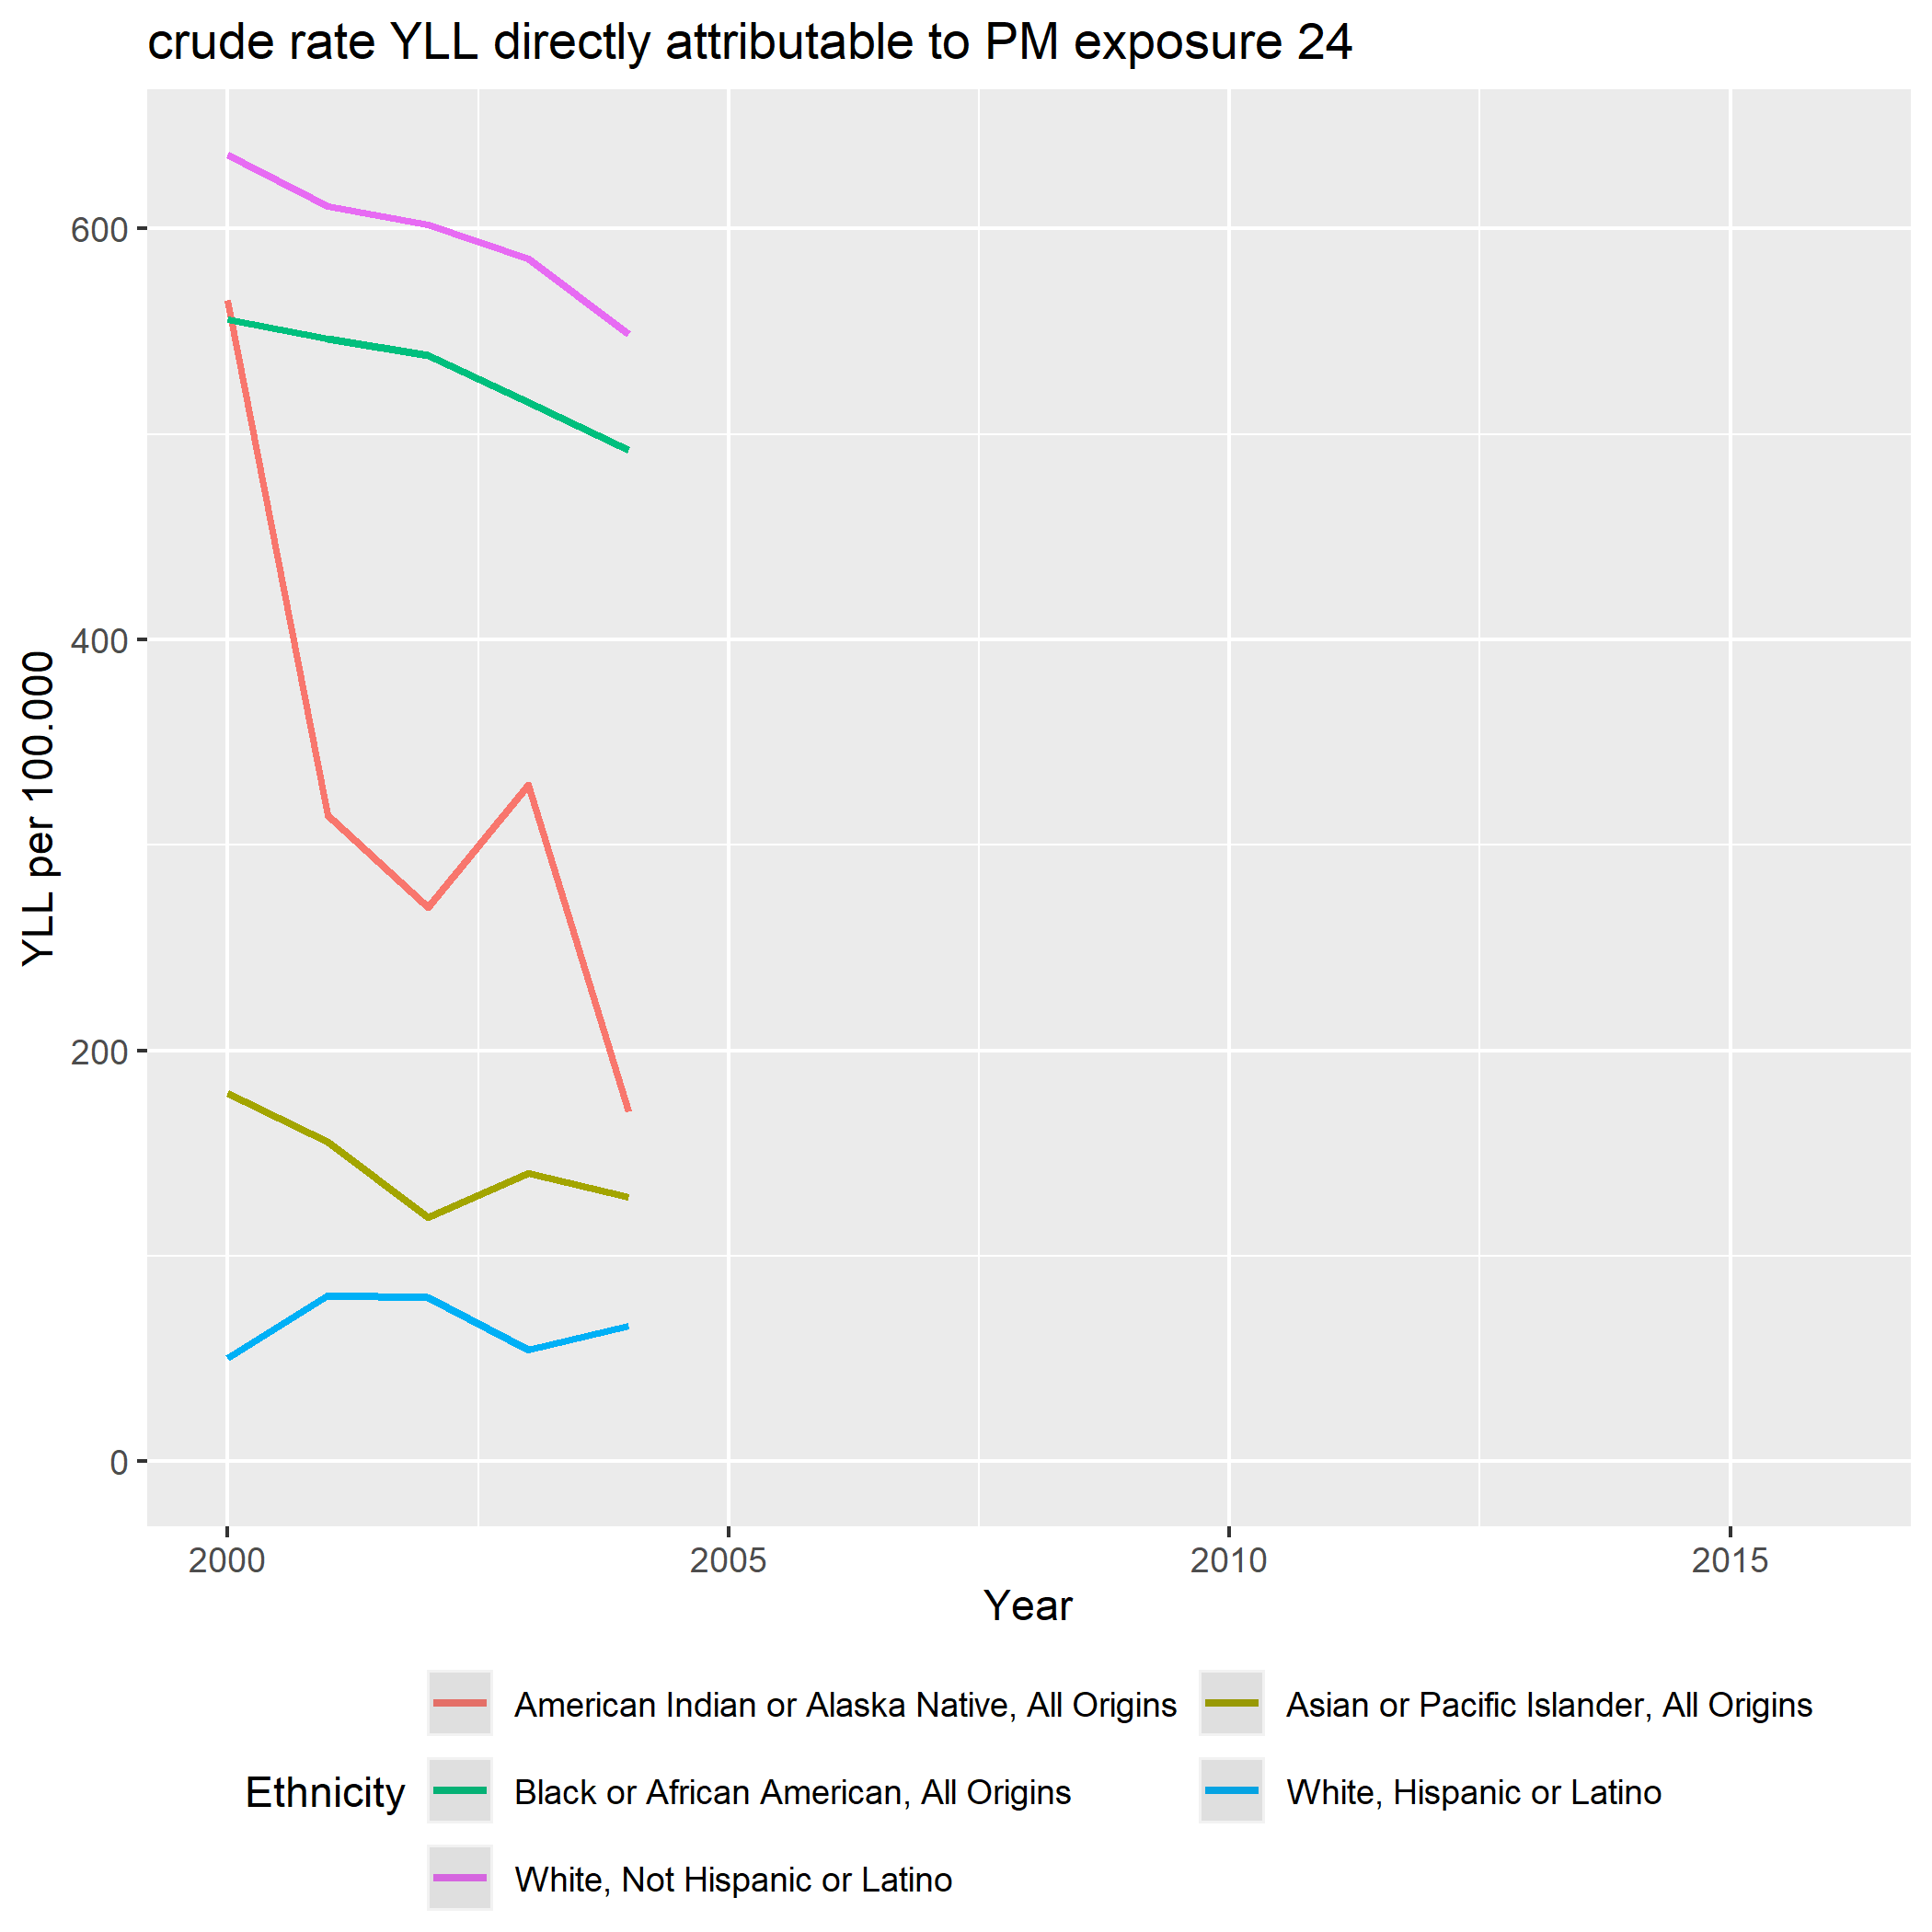 crude rate YLL directly attributable to PM exposure 24
YLL per 100.000
600
400
200
0
2000 2005 2010 2015
Year
Ethnicity
American Indian or Alaska Native, All Origins
Asian or Pacific Islander, All Origins
Black or African American, All Origins
White, Hispanic or Latino
White, Not Hispanic or Latino